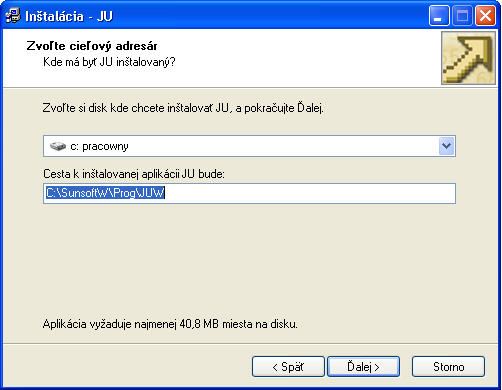 Inštalácia - JU
Zvoľte cieľový adresár
Kde má byť JU inštalovaný?
Zvoľte si disk kde chcete inštalovať JU, a pokračujte Ďalej.
c: pracowny
Cesta k inštalovanej aplikácii JU bude:
C:\SunsoftW\Prog\JUW
Aplikácia vyžaduje najmenej 40,8 MB miesta na disku.
< Späť
Ďalej >
Storno